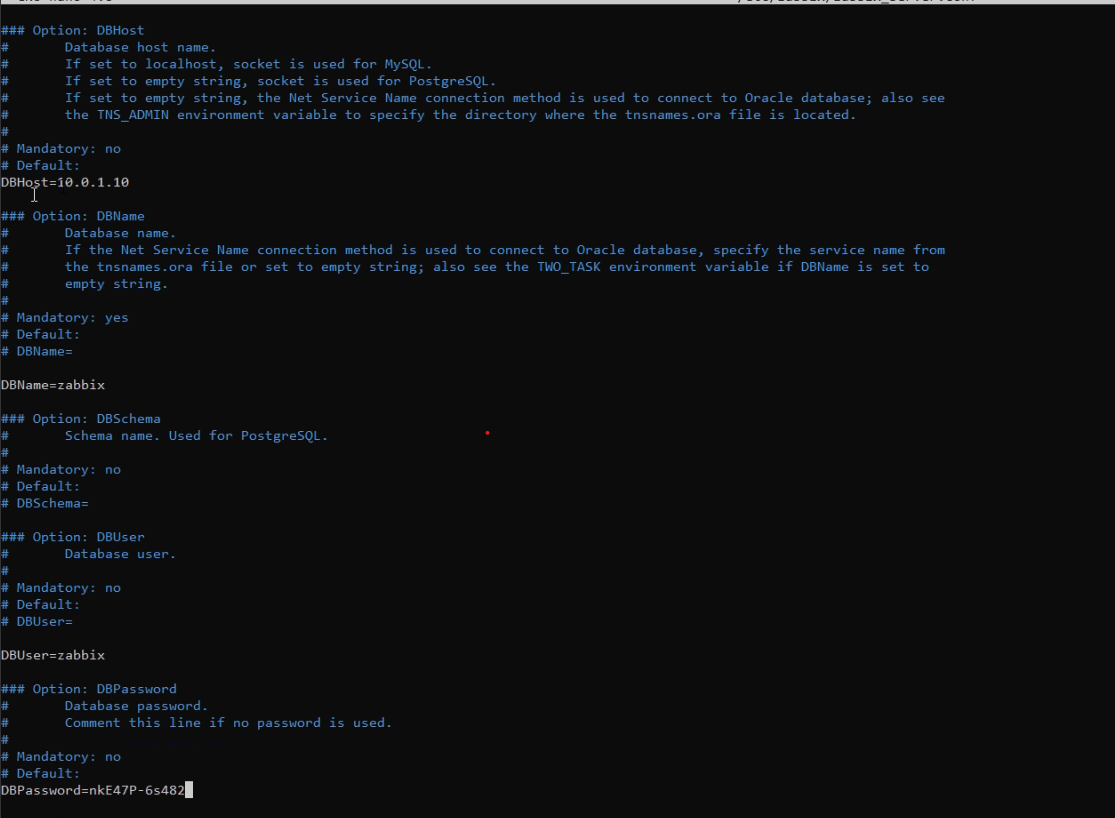 ### Option: DBHost
#       Database host name.
#       If set to localhost, socket is used for MySQL.
#       If set to empty string, socket is used for PostgreSQL.
#       If set to empty string, the Net Service Name connection method is used to connect to Oracle database; also see
#       the TNS_ADMIN environment variable to specify the directory where the tnsnames.ora file is located.
#
# Mandatory: no
# Default:
DBHost=10.0.1.10
### Option: DBName
#       Database name.
#       If the Net Service Name connection method is used to connect to Oracle database, specify the service name from
#       the tnsnames.ora file or set to empty string; also see the TWO_TASK environment variable if DBName is set to
#       empty string.
#
# Mandatory: yes
# Default:
# DBName=
DBName=zabbix
### Option: DBSchema
#       Schema name. Used for PostgreSQL.
#
# Mandatory: no
# Default:
# DBSchema=
### Option: DBUser
#       Database user.
#
# Mandatory: no
# Default:
# DBUser=
DBUser=zabbix
### Option: DBPassword
#       Database password.
#       Comment this line if no password is used.
#
# Mandatory: no
# Default:
DBPassword=nkE47P-6s482